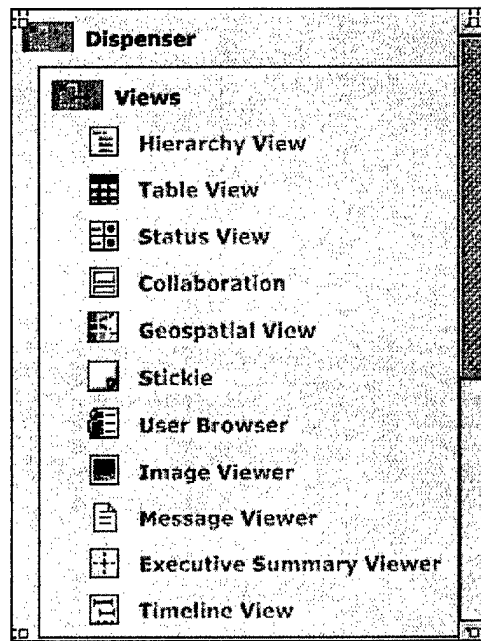 Dispenser
Views
Hierarchy View
Table View
Status View
Collaboration
Geospatial View
Stickie
User Browser
Image Viewer
Message Viewer
Executive Summary Viewer
Timeline View